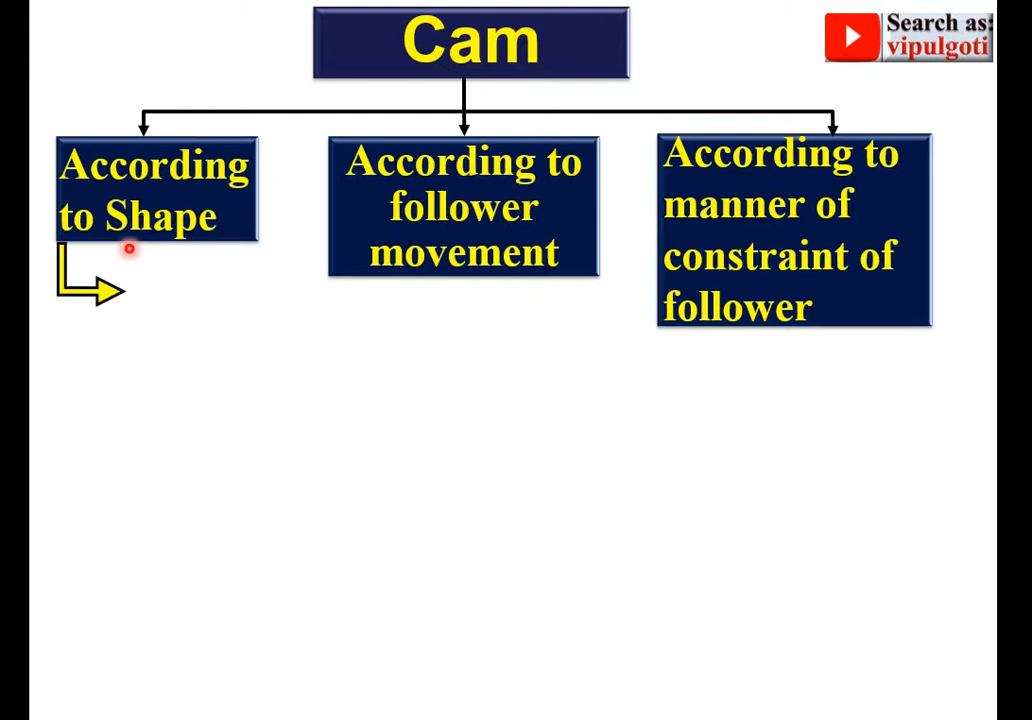 Cam
Search as:
vipulgoti
According
to Shape
According to
follower
movement
According to
manner of
constraint of
follower